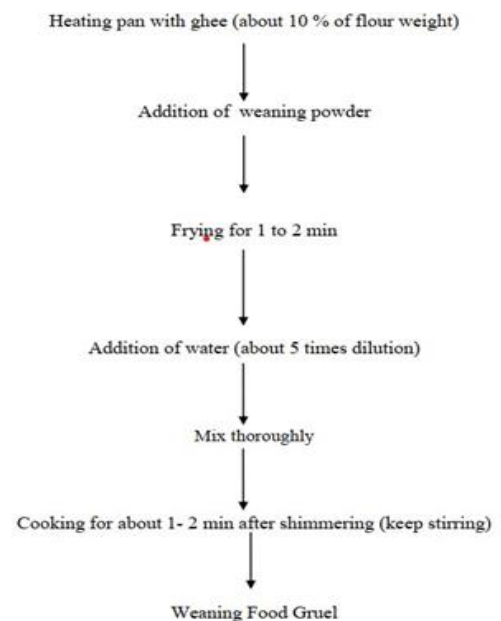 Heating pan with ghee (about 10 % of flour weight)
Addition of weaning powder
Frying for 1 to 2 min
Addition of water (about 5 times dilution)
Mix thoroughly
Cooking for about 1- 2 min after shimmering (keep stirring)
Weaning Food Gruel